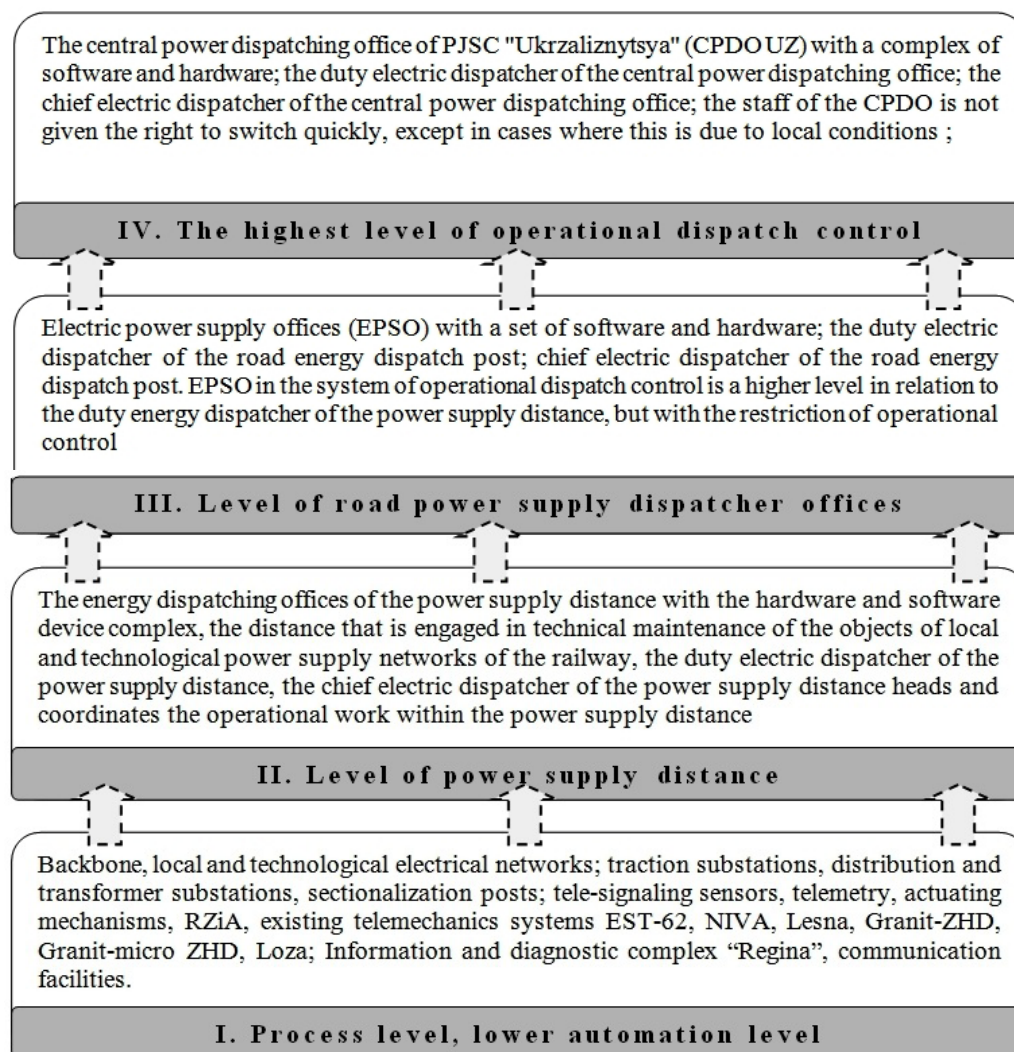 The central power dispatching office of PJSC "Ukrzaliznytsya" (CPDO UZ) with a complex of
software and hardware; the duty electric dispatcher of the central power dispatching office; the
chief electric dispatcher of the central power dispatching office; the staff of the CPDO is not
given the right to switch quickly, except in cases where this is due to local conditions ;
IV. The highest level of operational dispatch control
Electric power supply offices (EPSO) with a set of software and hardware; the duty electric
dispatcher of the road energy dispatch post; chief electric dispatcher of the road energy
dispatch post. EPSO in the system of operational dispatch control is a higher level in relation to
the duty energy dispatcher of the power supply distance, but with the restriction of operational
control
III. Level of road power supply dispatcher offices
The energy dispatching offices of the power supply distance with the hardware and software
device complex, the distance that is engaged in technical maintenance of the objects of local
and technological power supply networks of the railway, the duty electric dispatcher of the
power supply distance, the chief electric dispatcher of the power supply distance heads and
coordinates the operational work within the power supply distance
II. Level of power supply distance
Backbone, local and technological electrical networks; traction substations, distribution and
transformer substations, sectionalization posts; tele-signaling sensors, telemetry, actuating
mechanisms, RZiA, existing telemechanics systems EST-62, NIVA, Lesna, Granit-ZHD,
Granit-micro ZHD, Loza; Information and diagnostic complex “Regina”, communication
facilities.
I. Process level, lower automation level